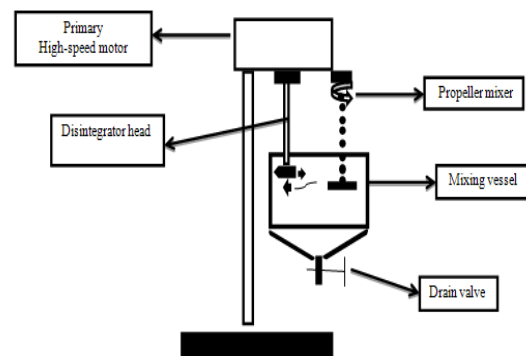 Primary
High-speed motor
Propeller mixer
Disintegrator head
Mixing vessel
Drain valve